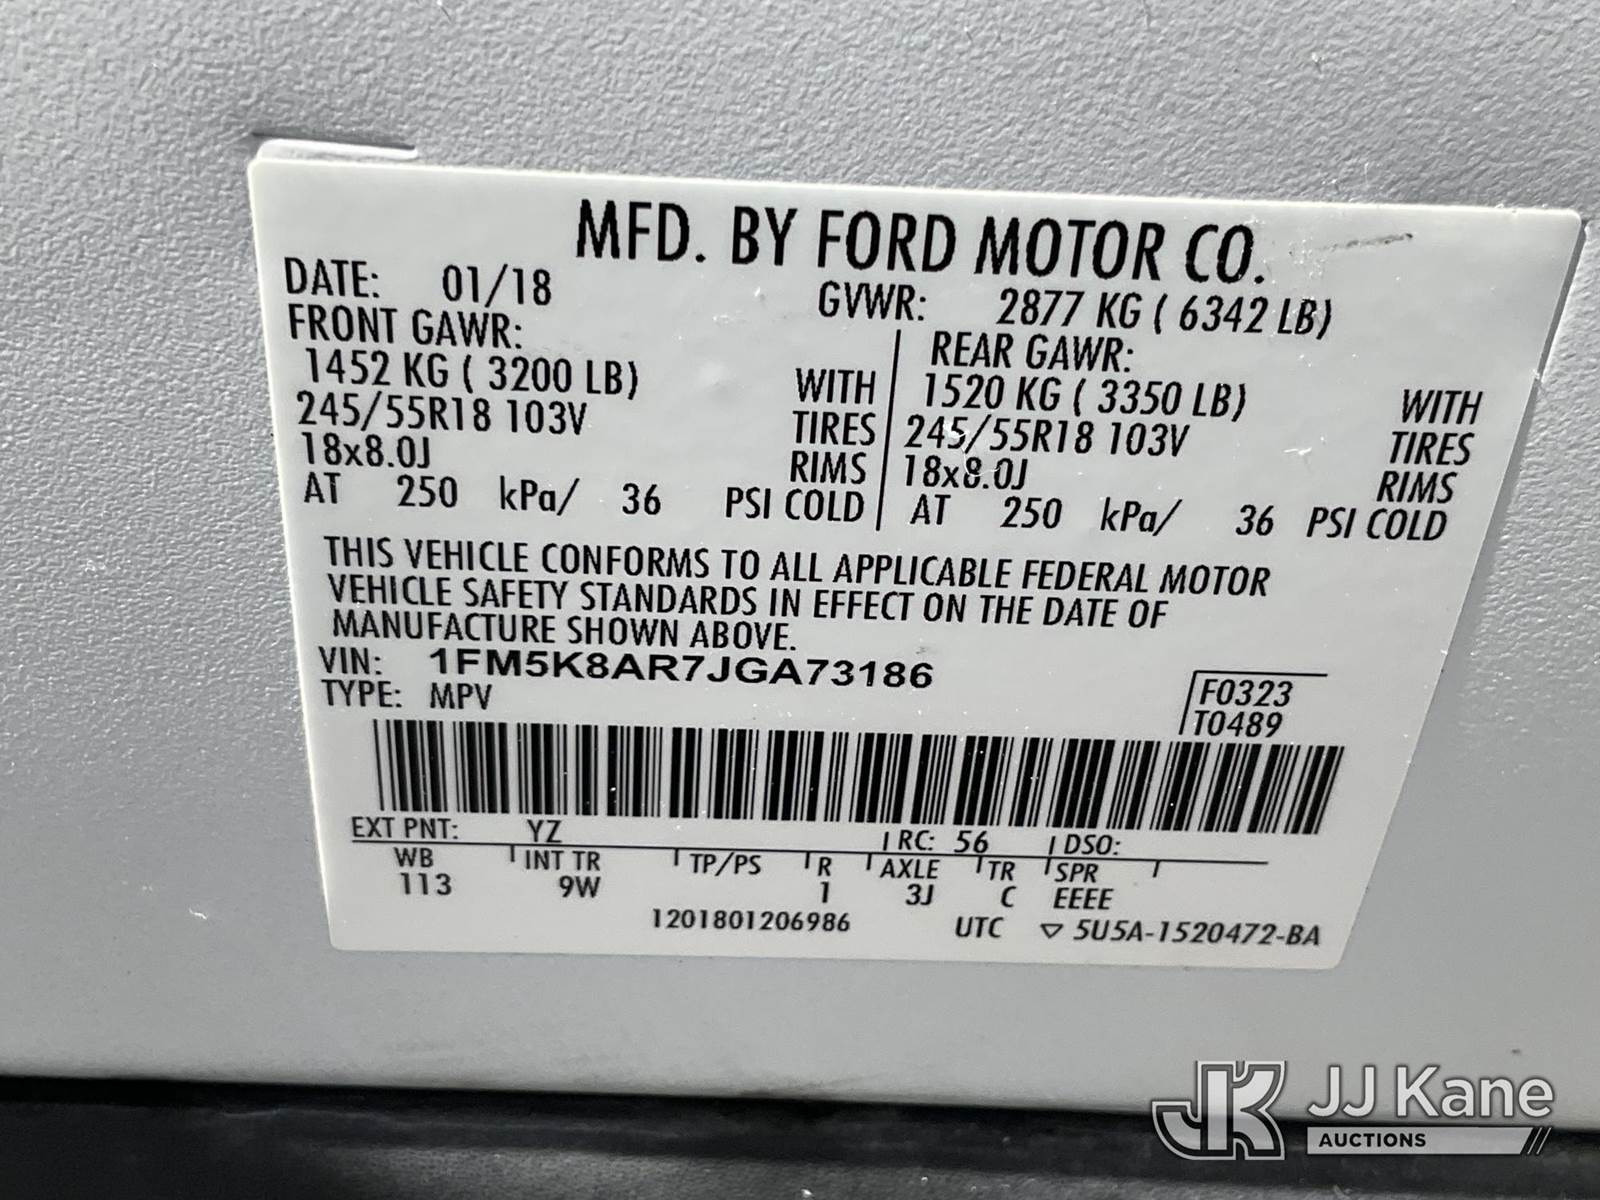 MFD. BY FORD MOTOR CO.
DATE: 01/18 GVWR: 2877 KG ( 6342 LB)
FRONT GAWR: REAR GAWR:
1452 KG ( 3200 LB) WITH 1520 KG ( 3350 LB) WITH
245/55R18 103V TIRES 245/55R18 103V TIRES
18x8.0J RIMS 18x8.0J RIMS
AT 250 kPa/ 36 PSI COLD AT 250 kPa/ 36 PSI COLD
THIS VEHICLE CONFORMS TO ALL APPLICABLE FEDERAL MOTOR
VEHICLE SAFETY STANDARDS IN EFFECT ON THE DATE OF
MANUFACTURE SHOWN ABOVE.
VIN: 1FM5K8AR7JGA73186
TYPE: MPV F0323
T0489
EXT PNT: YZ RC: 56 DSO:
WB INT TR TP/PS R AXLE TR SPR
113 9W 1 3J C EEEE
1201801206986 UTC ▽ 5U5A-1520472-BA
JK JJ Kane
AUCTIONS